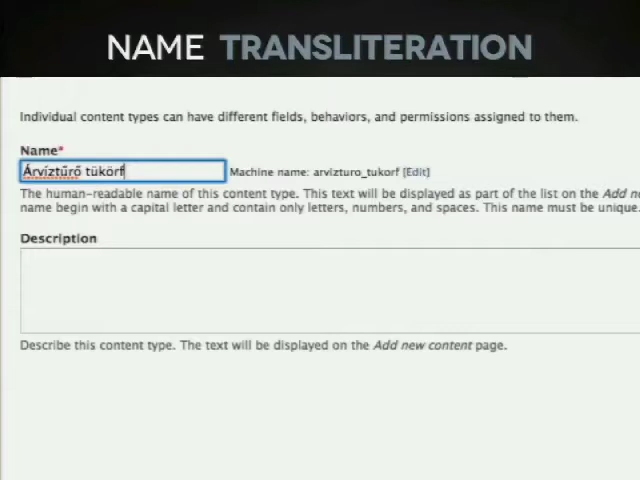 NAME TRANSLITERATION
Individual content types can have different fields, behaviors, and permissions assigned to them.
Name*
Árvíztűrő tükörf Machine name: arvizturo_tukorf [Edit]
The human-readable name of this content type. This text will be displayed as part of the list on the Add ne
name begin with a capital letter and contain only letters, numbers, and spaces. This name must be unique.
Description
Describe this content type. The text will be displayed on the Add new content page.